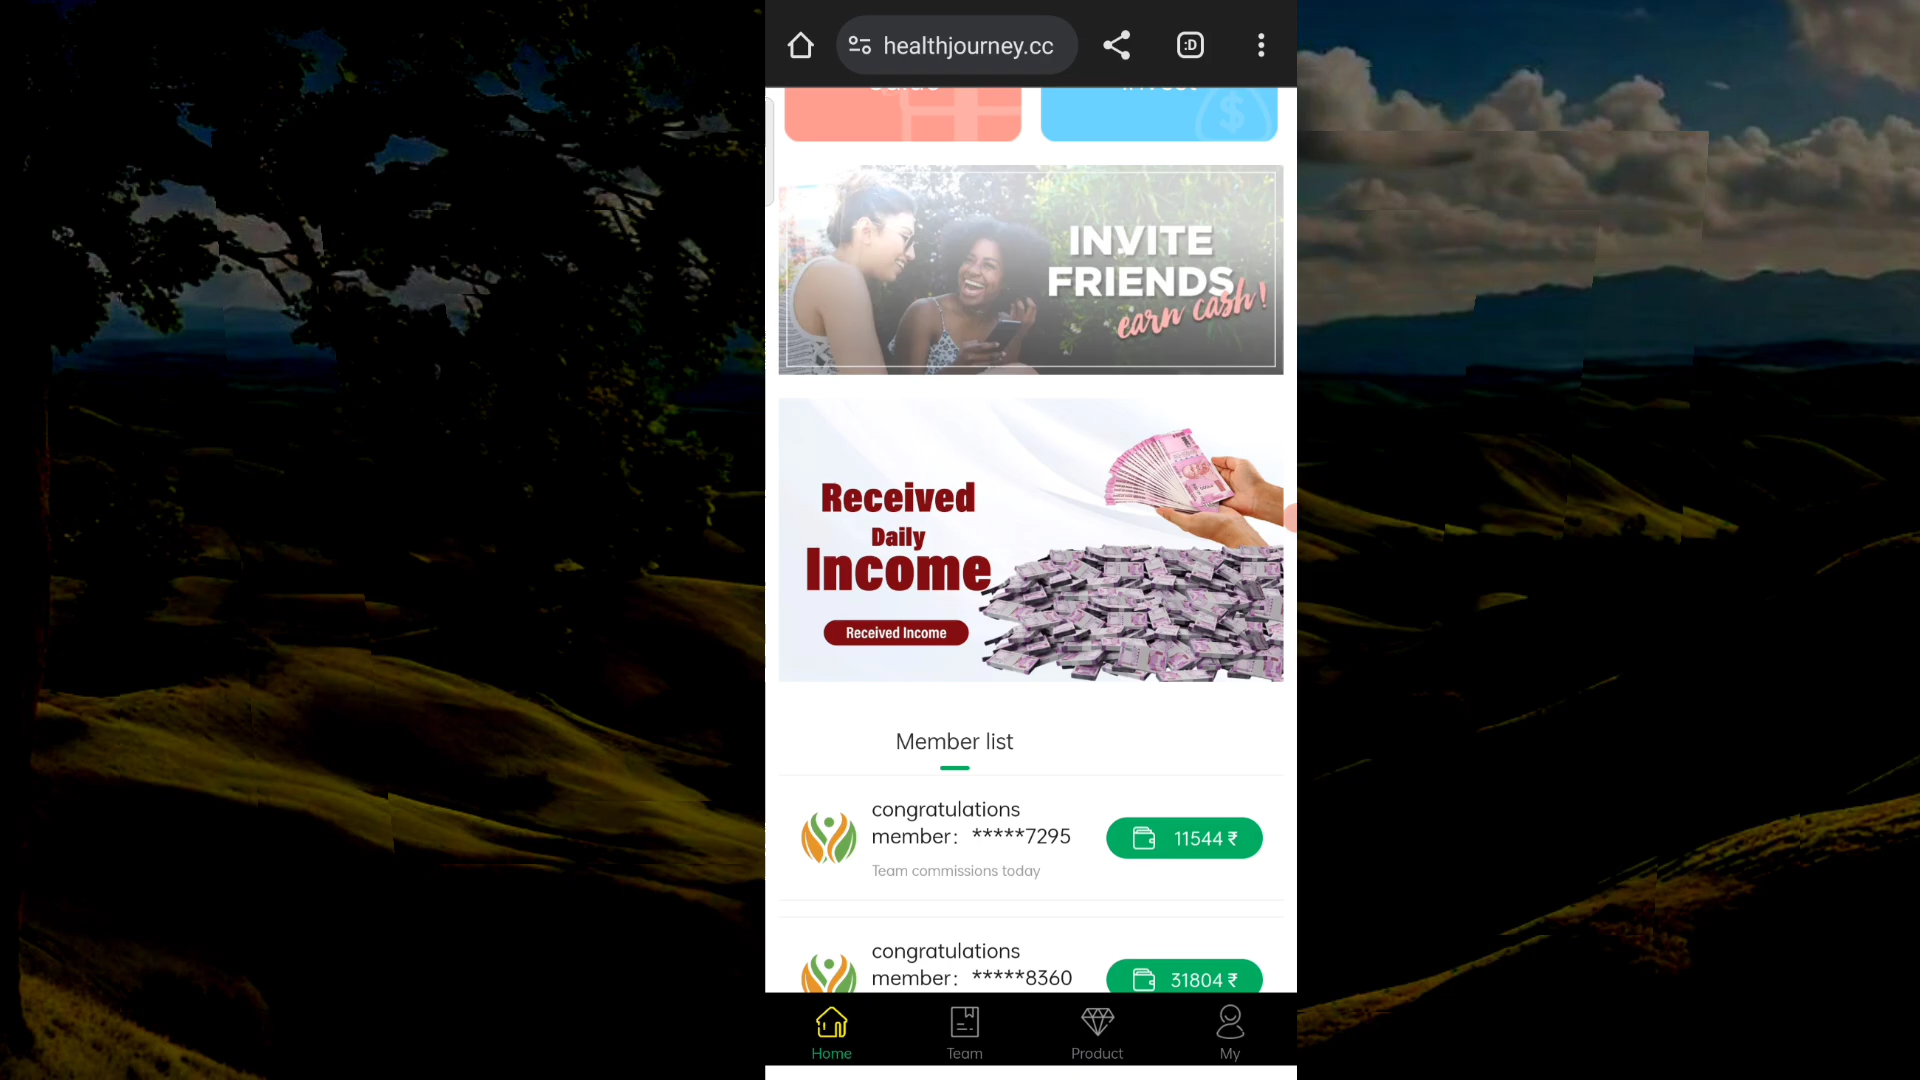 healthjourney.cc
:D
INVITE
FRIENDS
earn cash!
Received
Daily
Income
Received Income
Member list
congratulations
member: *****7295
11544 ₹
Team commissions today
congratulations
member: *****8360
31804 ₹
Home
Team
Product
My